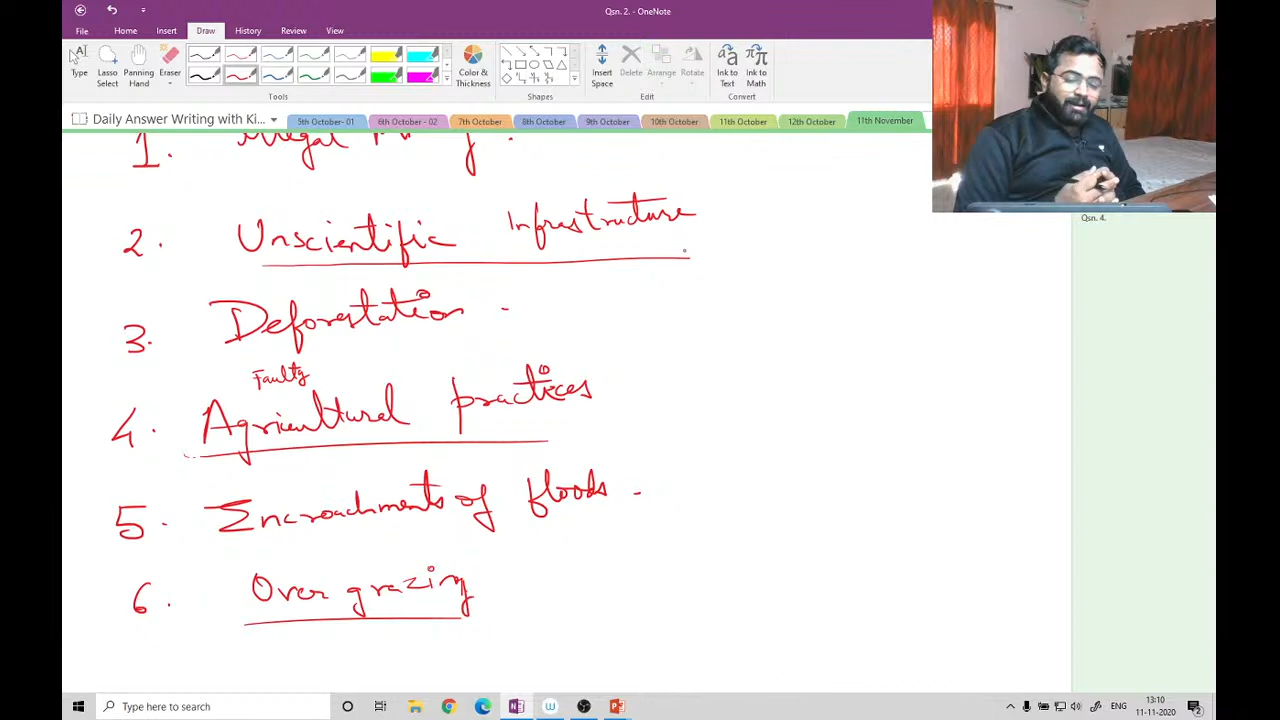 Qsn. 2. - OneNote
File Home Insert Draw History Review View
Type Lasso Select Panning Hand Eraser Color & Thickness Insert Space Delete Arrange Rotate Ink to Text Ink to Math
Tools Shapes Edit Convert
Daily Answer Writing with Ki... 5th October- 01 6th October - 02 7th October 8th October 9th October 10th October 11th October 12th October 11th November
Qsn. 4.
1. Illegal
2. Unscientific Infrastructure
3. Deforestation
Faulty
4. Agricultural practices
5. Encroachments of floods.
6. Over grazing
Type here to search
ENG 13:10
11-11-2020
2